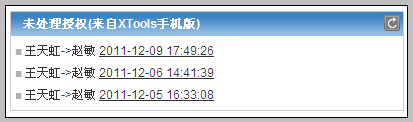 未处理授权(来自XTools手机版)
王天虹->赵敏 2011-12-09 17:49:26
王天虹->赵敏 2011-12-06 14:41:39
王天虹->赵敏 2011-12-05 16:33:08